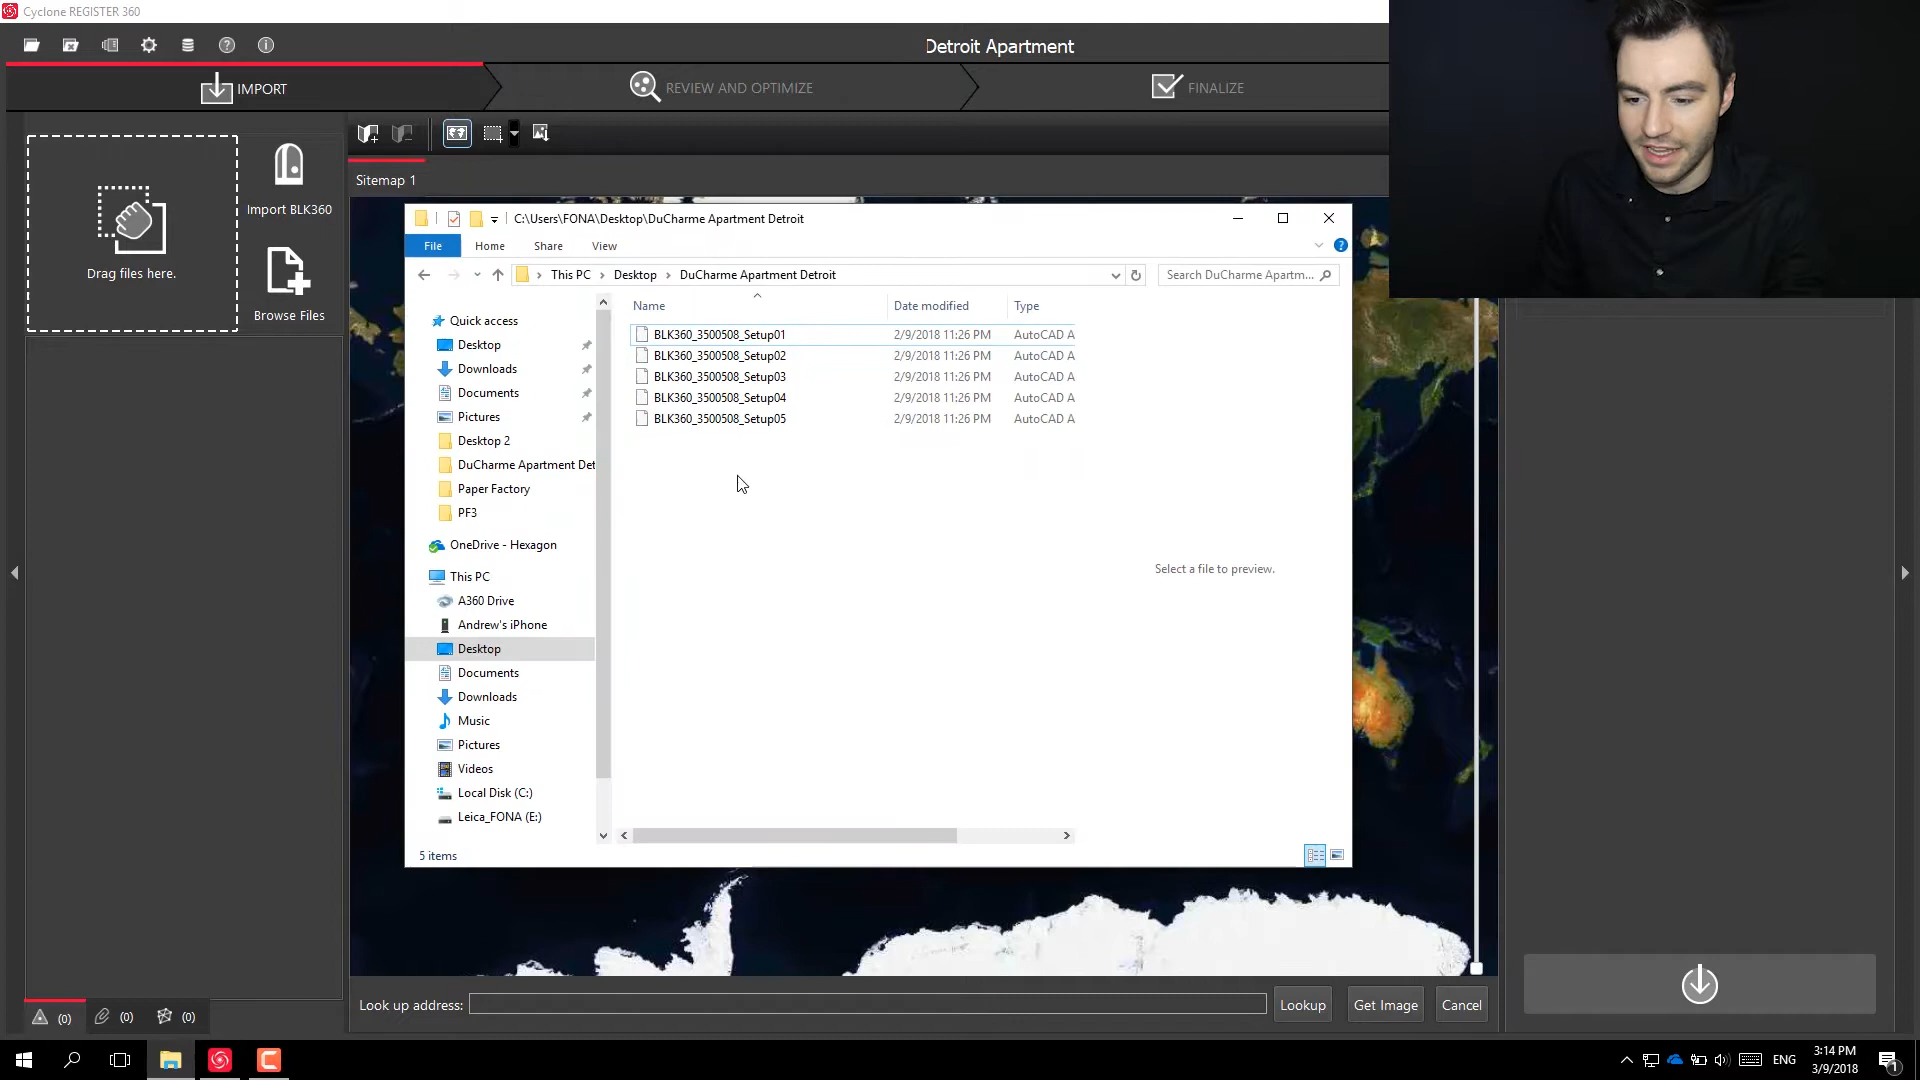 Cyclone REGISTER 360
Detroit Apartment
IMPORT
REVIEW AND OPTIMIZE
FINALIZE
Drag files here.
Import BLK360
Browse Files
Sitemap 1
C:\Users\FONA\Desktop\DuCharme Apartment Detroit
File Home Share View
This PC Desktop DuCharme Apartment Detroit
Search DuCharme Apartm...
Name Date modified Type
BLK360_3500508_Setup01 2/9/2018 11:26 PM AutoCAD A
BLK360_3500508_Setup02 2/9/2018 11:26 PM AutoCAD A
BLK360_3500508_Setup03 2/9/2018 11:26 PM AutoCAD A
BLK360_3500508_Setup04 2/9/2018 11:26 PM AutoCAD A
BLK360_3500508_Setup05 2/9/2018 11:26 PM AutoCAD A
Quick access
Desktop
Downloads
Documents
Pictures
Desktop 2
DuCharme Apartment Det
Paper Factory
PF3
OneDrive - Hexagon
This PC
A360 Drive
Andrew's iPhone
Desktop
Documents
Downloads
Music
Pictures
Videos
Local Disk (C:)
Leica_FONA (E:)
Select a file to preview.
5 items
Look up address:
Lookup
Get Image
Cancel
(0) (0) (0)
ENG
3:14 PM
3/9/2018
1